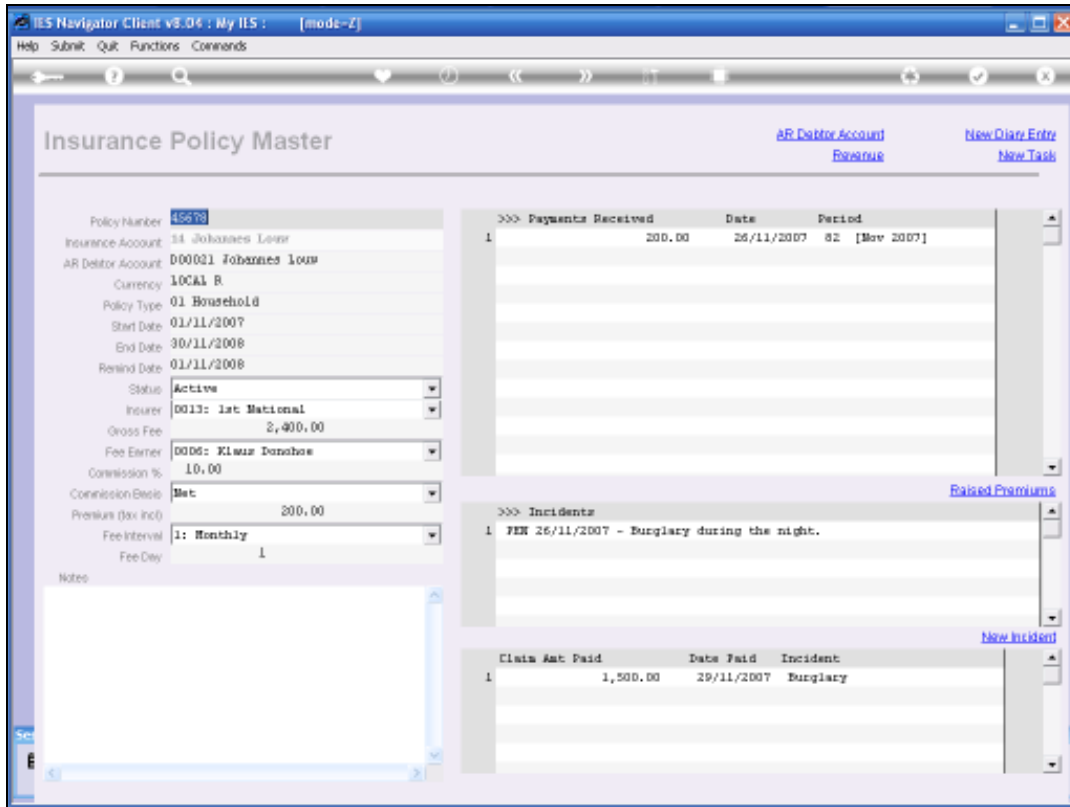 IES Navigator Client v8.04 : My IES : [mode=Z]
Help Submit Quit Functions Commands
Insurance Policy Master
AR Debtor Account
Revenue
New Diary Entry
New Task
Policy Number 45678
Insurance Account 14 Johannes Louw
AR Debtor Account D00021 Johannes Louw
Currency LOCAL R
Policy Type 01 Household
Start Date 01/11/2007
End Date 30/11/2008
Remind Date 01/11/2008
Status Active
Insurer 0013: 1st National
Gross Fee 2,400.00
Fee Earner 0006: Klaus Donohoe
Commission % 10.00
Commission Basis Net
Premium (tax incl) 200.00
Fee Interval 1: Monthly
Fee Day 1
Notes
>>> Payments Received Date Period
1 200.00 26/11/2007 82 [Nov 2007]
Raised Premiums
>>> Incidents
1 PEN 26/11/2007 - Burglary during the night.
New Incident
Claim Amt Paid Date Paid Incident
1 1,500.00 29/11/2007 Burglary